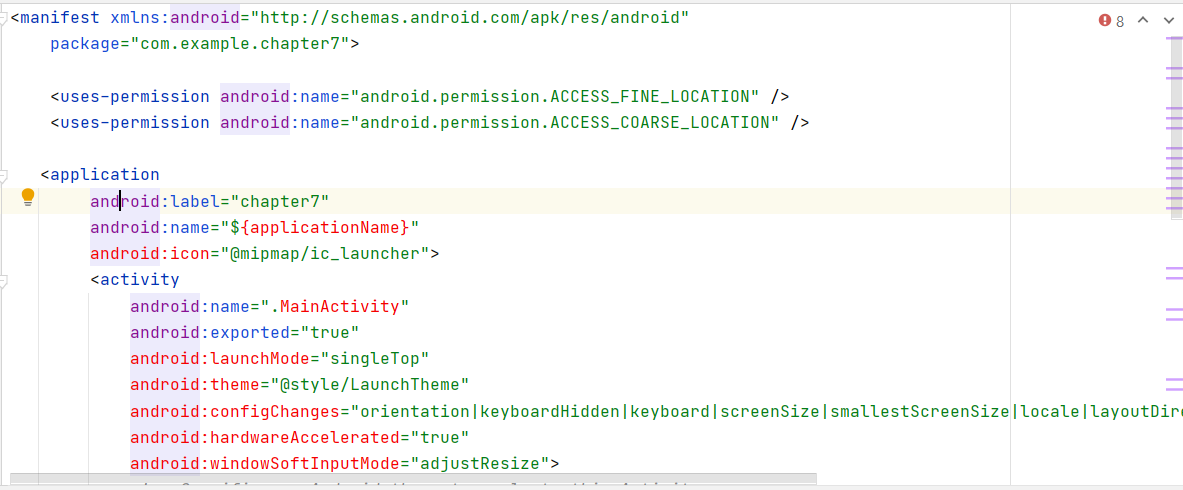 <manifest xmlns:android="http://schemas.android.com/apk/res/android"
8
package="com.example.chapter7">
<uses-permission android:name="android.permission.ACCESS_FINE_LOCATION" />
<uses-permission android:name="android.permission.ACCESS_COARSE_LOCATION" />
<application
android:label="chapter7"
android:name="${applicationName}"
android:icon="@mipmap/ic_launcher">
<activity
android:name=".MainActivity"
android:exported="true"
android:launchMode="singleTop"
android:theme="@style/LaunchTheme"
android:configChanges="orientation|keyboardHidden|keyboard|screenSize|smallestScreenSize|locale|layoutDire
android:hardwareAccelerated="true"
android:windowSoftInputMode="adjustResize">